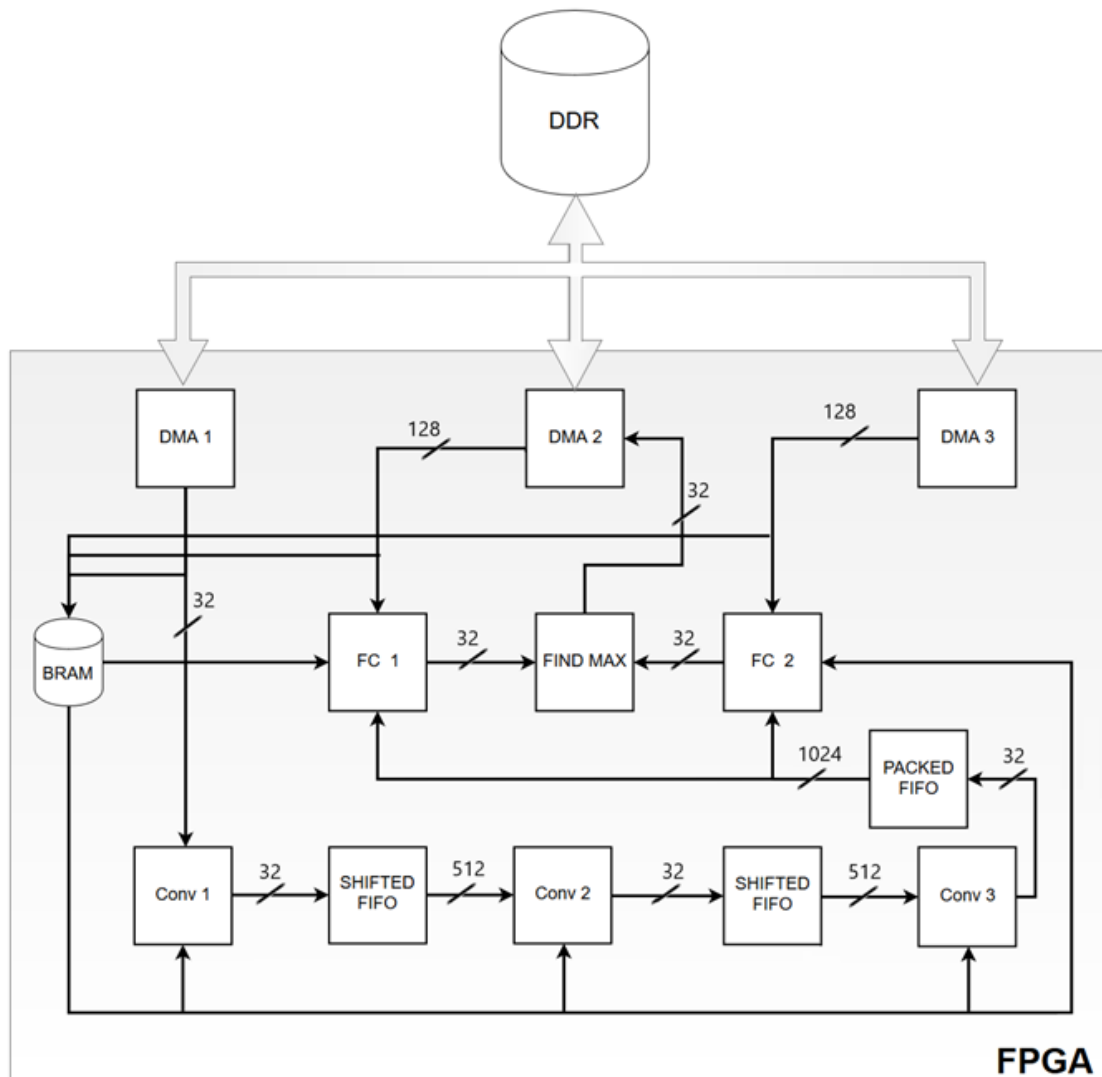 DDR
DMA 1
128
DMA 2
128
DMA 3
32
32
BRAM
FC 1
32
FIND MAX
32
FC 2
1024
PACKED
FIFO
32
Conv 1
32
SHIFTED
FIFO
512
Conv 2
32
SHIFTED
FIFO
512
Conv 3
FPGA